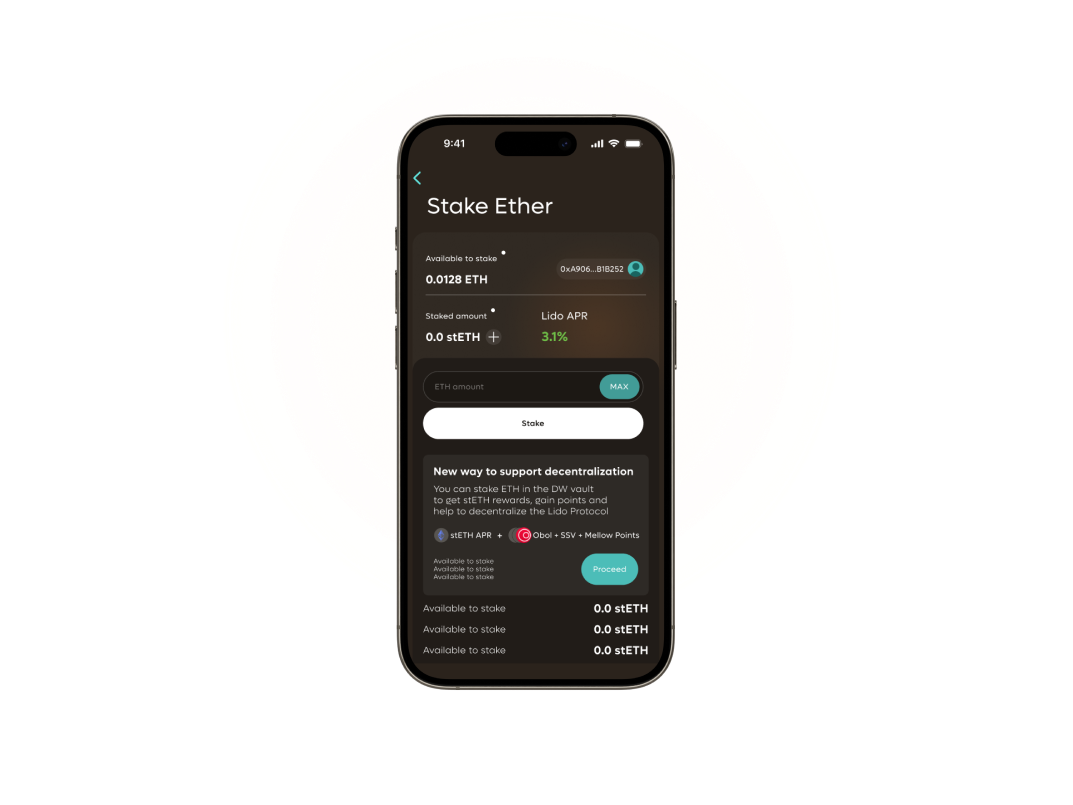 9:41
Stake Ether
Available to stake
0.0128 ETH
0xA906...B1B252
Staked amount
0.0 stETH
Lido APR
3.1%
ETH amount
MAX
Stake
New way to support decentralization
You can stake ETH in the DW vault
to get stETH rewards, gain points and
help to decentralize the Lido Protocol
stETH APR + Obol + SSV + Mellow Points
Available to stake
Available to stake
Available to stake
Proceed
Available to stake 0.0 stETH
Available to stake 0.0 stETH
Available to stake 0.0 stETH